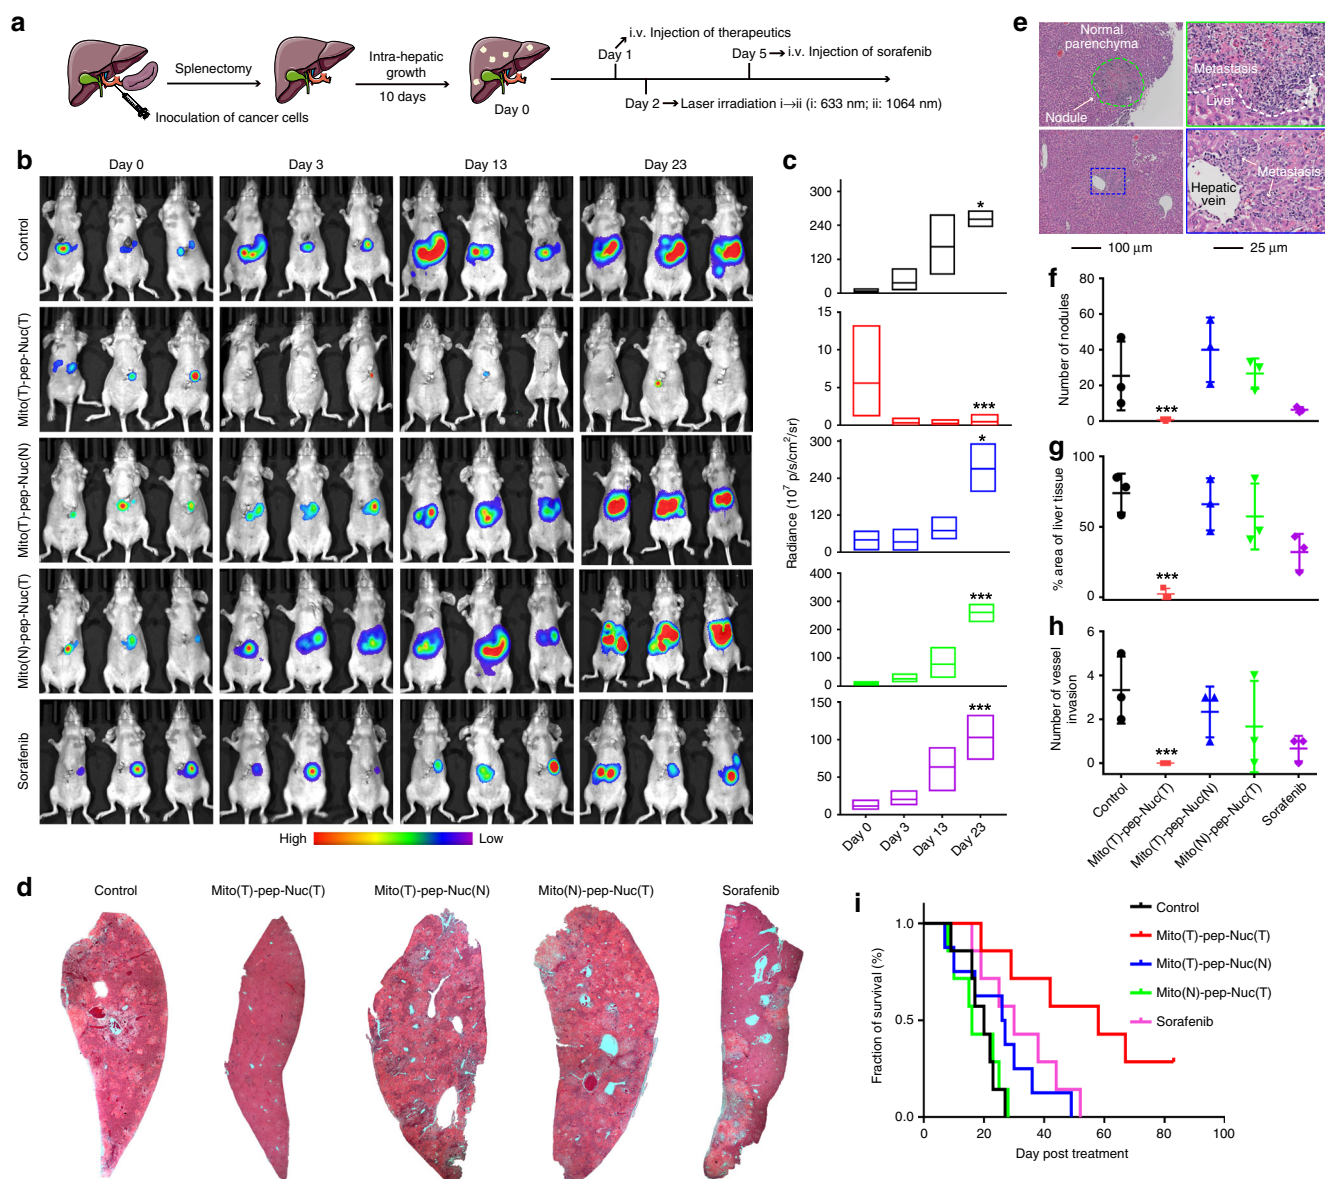 a
Splenectomy
Inoculation of cancer cells
Intra-hepatic
growth
10 days
Day 0
i.v. Injection of therapeutics
Day 1
Day 5
i.v. Injection of sorafenib
Day 2
Laser irradiation i→ii (i: 633 nm; ii: 1064 nm)
b
Day 0 Day 3 Day 13 Day 23
Control
Mito(T)-pep-Nuc(T)
Mito(T)-pep-Nuc(N)
Mito(N)-pep-Nuc(T)
Sorafenib
High Low
c
Radiance (10⁷ p/s/cm²/sr)
300
240
120
0
*
15
10
5
0
***
300
240
120
0
*
400
300
200
100
0
***
150
100
50
0
***
Day 0 Day 3 Day 13 Day 23
d
Control Mito(T)-pep-Nuc(T) Mito(T)-pep-Nuc(N) Mito(N)-pep-Nuc(T) Sorafenib
e
Normal
parenchyma
Nodule
Metastasis
Liver
Hepatic
vein
Metastasis
100 µm 25 µm
f
Number of nodules
80
60
40
20
0
***
g
% area of liver tissue
100
50
0
***
h
Number of vessel
invasion
6
4
2
0
***
Control Mito(T)-pep-Nuc(T) Mito(T)-pep-Nuc(N) Mito(N)-pep-Nuc(T) Sorafenib
i
Fraction of survival (%)
1.0
0.5
0.0
0 20 40 60 80 100
Day post treatment
Control
Mito(T)-pep-Nuc(T)
Mito(T)-pep-Nuc(N)
Mito(N)-pep-Nuc(T)
Sorafenib